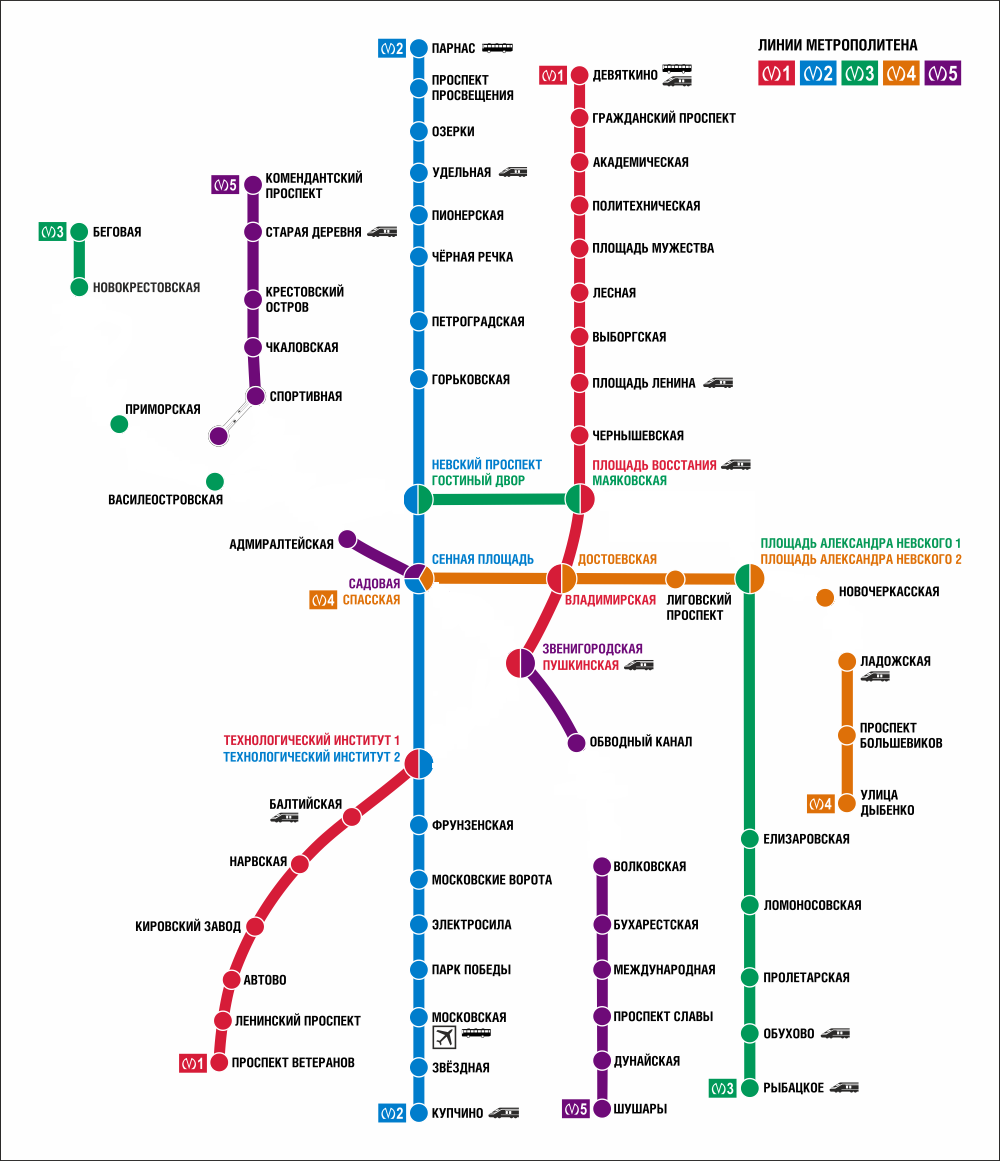 ЛИНИИ МЕТРОПОЛИТЕНА
1
2
3
4
5
2
ПАРНАС
ПРОСПЕКТ
ПРОСВЕЩЕНИЯ
ОЗЕРКИ
УДЕЛЬНАЯ
ПИОНЕРСКАЯ
ЧЁРНАЯ РЕЧКА
ПЕТРОГРАДСКАЯ
ГОРЬКОВСКАЯ
НЕВСКИЙ ПРОСПЕКТ
ГОСТИНЫЙ ДВОР
1
ДЕВЯТКИНО
ГРАЖДАНСКИЙ ПРОСПЕКТ
АКАДЕМИЧЕСКАЯ
ПОЛИТЕХНИЧЕСКАЯ
ПЛОЩАДЬ МУЖЕСТВА
ЛЕСНАЯ
ВЫБОРГСКАЯ
ПЛОЩАДЬ ЛЕНИНА
ЧЕРНЫШЕВСКАЯ
ПЛОЩАДЬ ВОССТАНИЯ
МАЯКОВСКАЯ
5
КОМЕНДАНТСКИЙ
ПРОСПЕКТ
СТАРАЯ ДЕРЕВНЯ
КРЕСТОВСКИЙ
ОСТРОВ
ЧКАЛОВСКАЯ
СПОРТИВНАЯ
3
БЕГОВАЯ
НОВОКРЕСТОВСКАЯ
ПРИМОРСКАЯ
ВАСИЛЕОСТРОВСКАЯ
АДМИРАЛТЕЙСКАЯ
СЕННАЯ ПЛОЩАДЬ
САДОВАЯ
4
СПАССКАЯ
ДОСТОЕВСКАЯ
ВЛАДИМИРСКАЯ
ЛИГОВСКИЙ
ПРОСПЕКТ
ПЛОЩАДЬ АЛЕКСАНДРА НЕВСКОГО 1
ПЛОЩАДЬ АЛЕКСАНДРА НЕВСКОГО 2
НОВОЧЕРКАССКАЯ
ЛАДОЖСКАЯ
ПРОСПЕКТ
БОЛЬШЕВИКОВ
4
УЛИЦА
ДЫБЕНКО
ЗВЕНИГОРОДСКАЯ
ПУШКИНСКАЯ
ОБВОДНЫЙ КАНАЛ
ТЕХНОЛОГИЧЕСКИЙ ИНСТИТУТ 1
ТЕХНОЛОГИЧЕСКИЙ ИНСТИТУТ 2
БАЛТИЙСКАЯ
НАРВСКАЯ
КИРОВСКИЙ ЗАВОД
АВТОВО
ЛЕНИНСКИЙ ПРОСПЕКТ
1
ПРОСПЕКТ ВЕТЕРАНОВ
ФРУНЗЕНСКАЯ
МОСКОВСКИЕ ВОРОТА
ЭЛЕКТРОСИЛА
ПАРК ПОБЕДЫ
МОСКОВСКАЯ
ЗВЁЗДНАЯ
2
КУПЧИНО
ВОЛКОВСКАЯ
БУХАРЕСТСКАЯ
МЕЖДУНАРОДНАЯ
ПРОСПЕКТ СЛАВЫ
ДУНАЙСКАЯ
5
ШУШАРЫ
ЕЛИЗАРОВСКАЯ
ЛОМОНОСОВСКАЯ
ПРОЛЕТАРСКАЯ
ОБУХОВО
3
РЫБАЦКОЕ